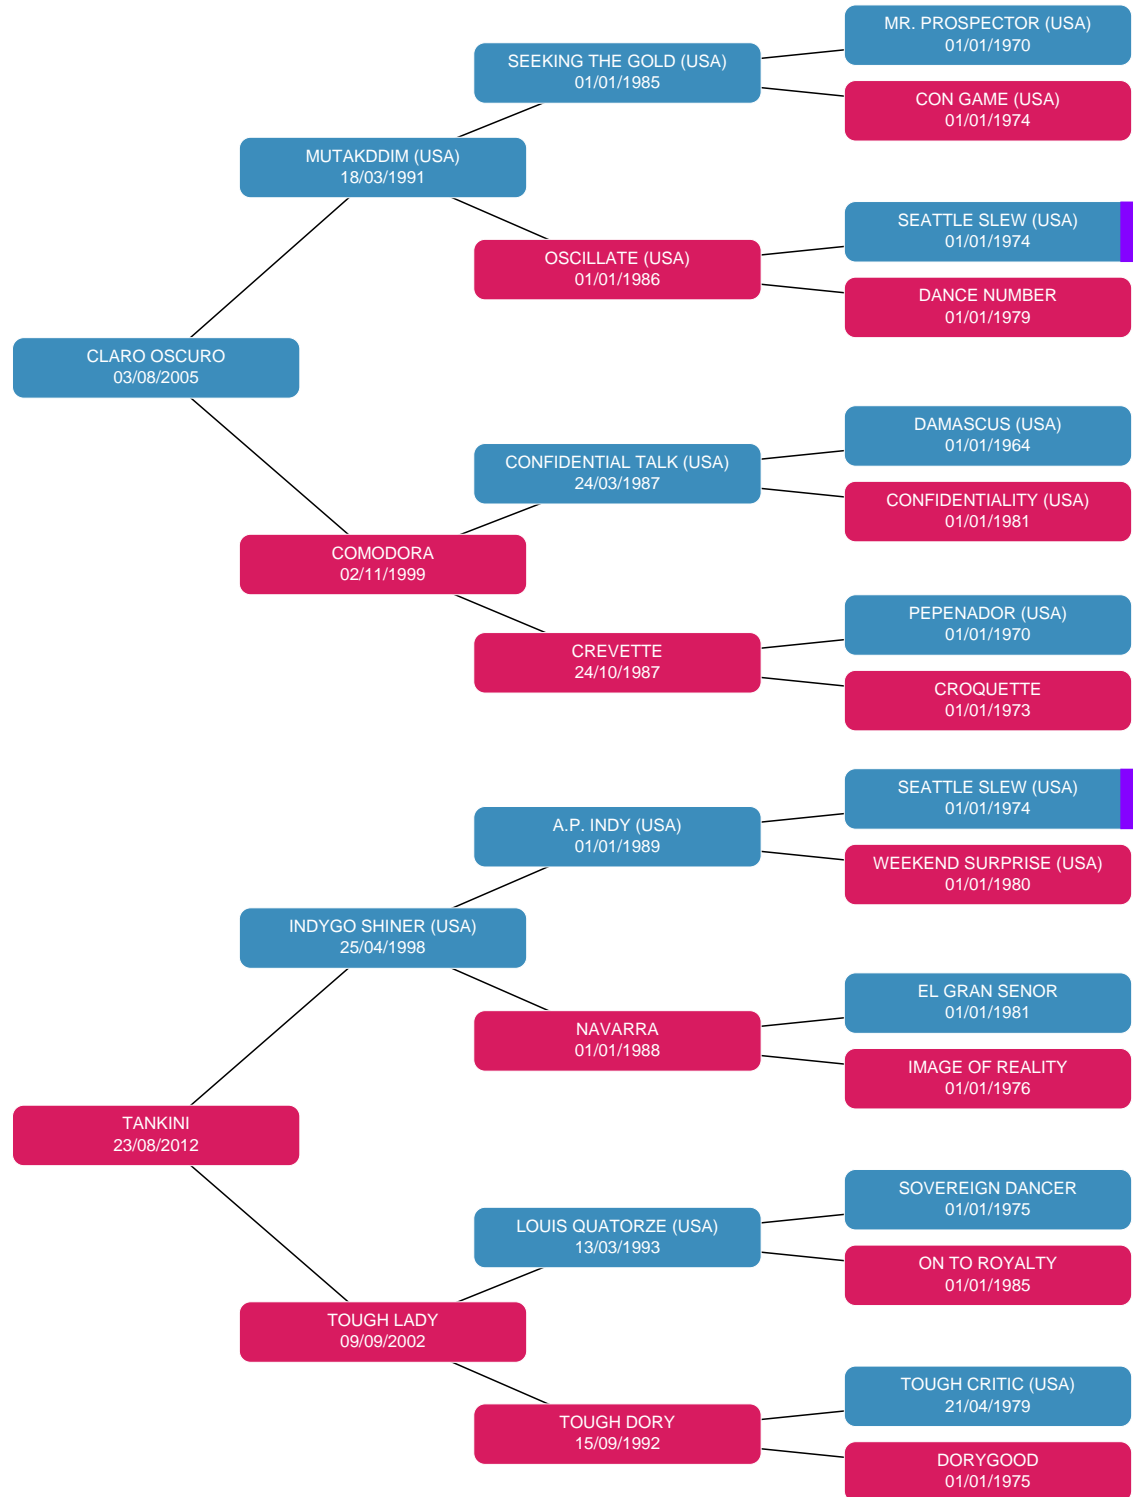 MR. PROSPECTOR (USA)
01/01/1970
SEEKING THE GOLD (USA)
01/01/1985
CON GAME (USA)
01/01/1974
MUTAKDDIM (USA)
18/03/1991
SEATTLE SLEW (USA)
01/01/1974
OSCILLATE (USA)
01/01/1986
DANCE NUMBER
01/01/1979
CLARO OSCURO
03/08/2005
DAMASCUS (USA)
01/01/1964
CONFIDENTIAL TALK (USA)
24/03/1987
CONFIDENTIALITY (USA)
01/01/1981
COMODORA
02/11/1999
PEPENADOR (USA)
01/01/1970
CREVETTE
24/10/1987
CROQUETTE
01/01/1973
SEATTLE SLEW (USA)
01/01/1974
A.P. INDY (USA)
01/01/1989
WEEKEND SURPRISE (USA)
01/01/1980
INDYGO SHINER (USA)
25/04/1998
EL GRAN SENOR
01/01/1981
NAVARRA
01/01/1988
IMAGE OF REALITY
01/01/1976
TANKINI
23/08/2012
SOVEREIGN DANCER
01/01/1975
LOUIS QUATORZE (USA)
13/03/1993
ON TO ROYALTY
01/01/1985
TOUGH LADY
09/09/2002
TOUGH CRITIC (USA)
21/04/1979
TOUGH DORY
15/09/1992
DORYGOOD
01/01/1975